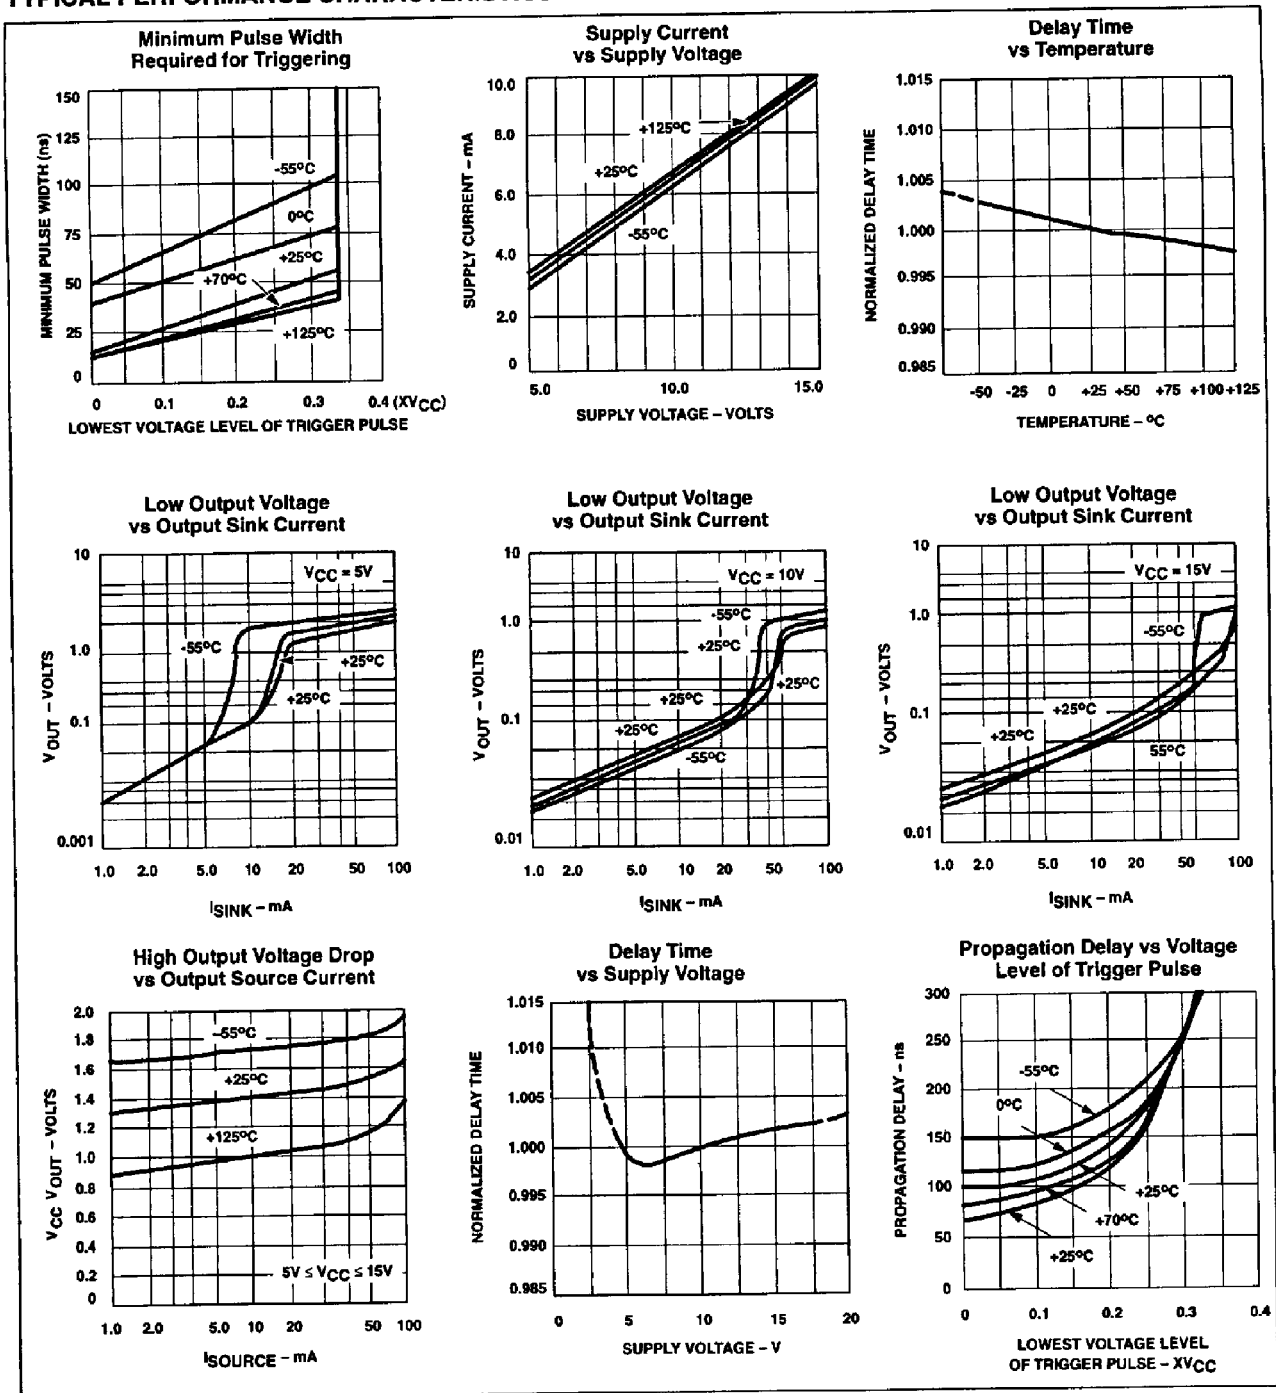 Minimum Pulse Width
Required for Triggering
150
125
100
75
50
25
0
MINIMUM PULSE WIDTH (ns)
-55°C
0°C
+25°C
+70°C
+125°C
0 0.1 0.2 0.3 0.4 (XVCC)
LOWEST VOLTAGE LEVEL OF TRIGGER PULSE
Supply Current
vs Supply Voltage
10.0
8.0
6.0
4.0
2.0
0
SUPPLY CURRENT – mA
+125°C
+25°C
-55°C
5.0 10.0 15.0
SUPPLY VOLTAGE – VOLTS
Delay Time
vs Temperature
1.015
1.010
1.005
1.000
0.995
0.990
0.985
NORMALIZED DELAY TIME
-50 -25 0 +25 +50 +75 +100 +125
TEMPERATURE – °C
Low Output Voltage
vs Output Sink Current
10
1.0
0.1
0.001
VOUT – VOLTS
VCC = 5V
-55°C
+25°C
+25°C
1.0 2.0 5.0 10 20 50 100
ISINK – mA
Low Output Voltage
vs Output Sink Current
10
1.0
0.1
0.01
VOUT – VOLTS
VCC = 10V
-55°C
+25°C
+25°C
+25°C
+25°C
-55°C
1.0 2.0 5.0 10 20 50 100
ISINK – mA
Low Output Voltage
vs Output Sink Current
10
1.0
0.1
0.01
VOUT – VOLTS
VCC = 15V
-55°C
+25°C
+25°C
55°C
1.0 2.0 5.0 10 20 50 100
ISINK – mA
High Output Voltage Drop
vs Output Source Current
2.0
1.8
1.6
1.4
1.2
1.0
0.8
0.6
0.4
0.2
0
VCC VOUT – VOLTS
–55°C
+25°C
+125°C
5V ≤ VCC ≤ 15V
1.0 2.0 5.0 10 20 50 100
ISOURCE – mA
Delay Time
vs Supply Voltage
1.015
1.010
1.005
1.000
0.995
0.990
0.985
NORMALIZED DELAY TIME
0 5 10 15 20
SUPPLY VOLTAGE – V
Propagation Delay vs Voltage
Level of Trigger Pulse
300
250
200
150
100
50
0
PROPAGATION DELAY – ns
-55°C
0°C
+25°C
+70°C
+25°C
0 0.1 0.2 0.3 0.4
LOWEST VOLTAGE LEVEL
OF TRIGGER PULSE – XVCC